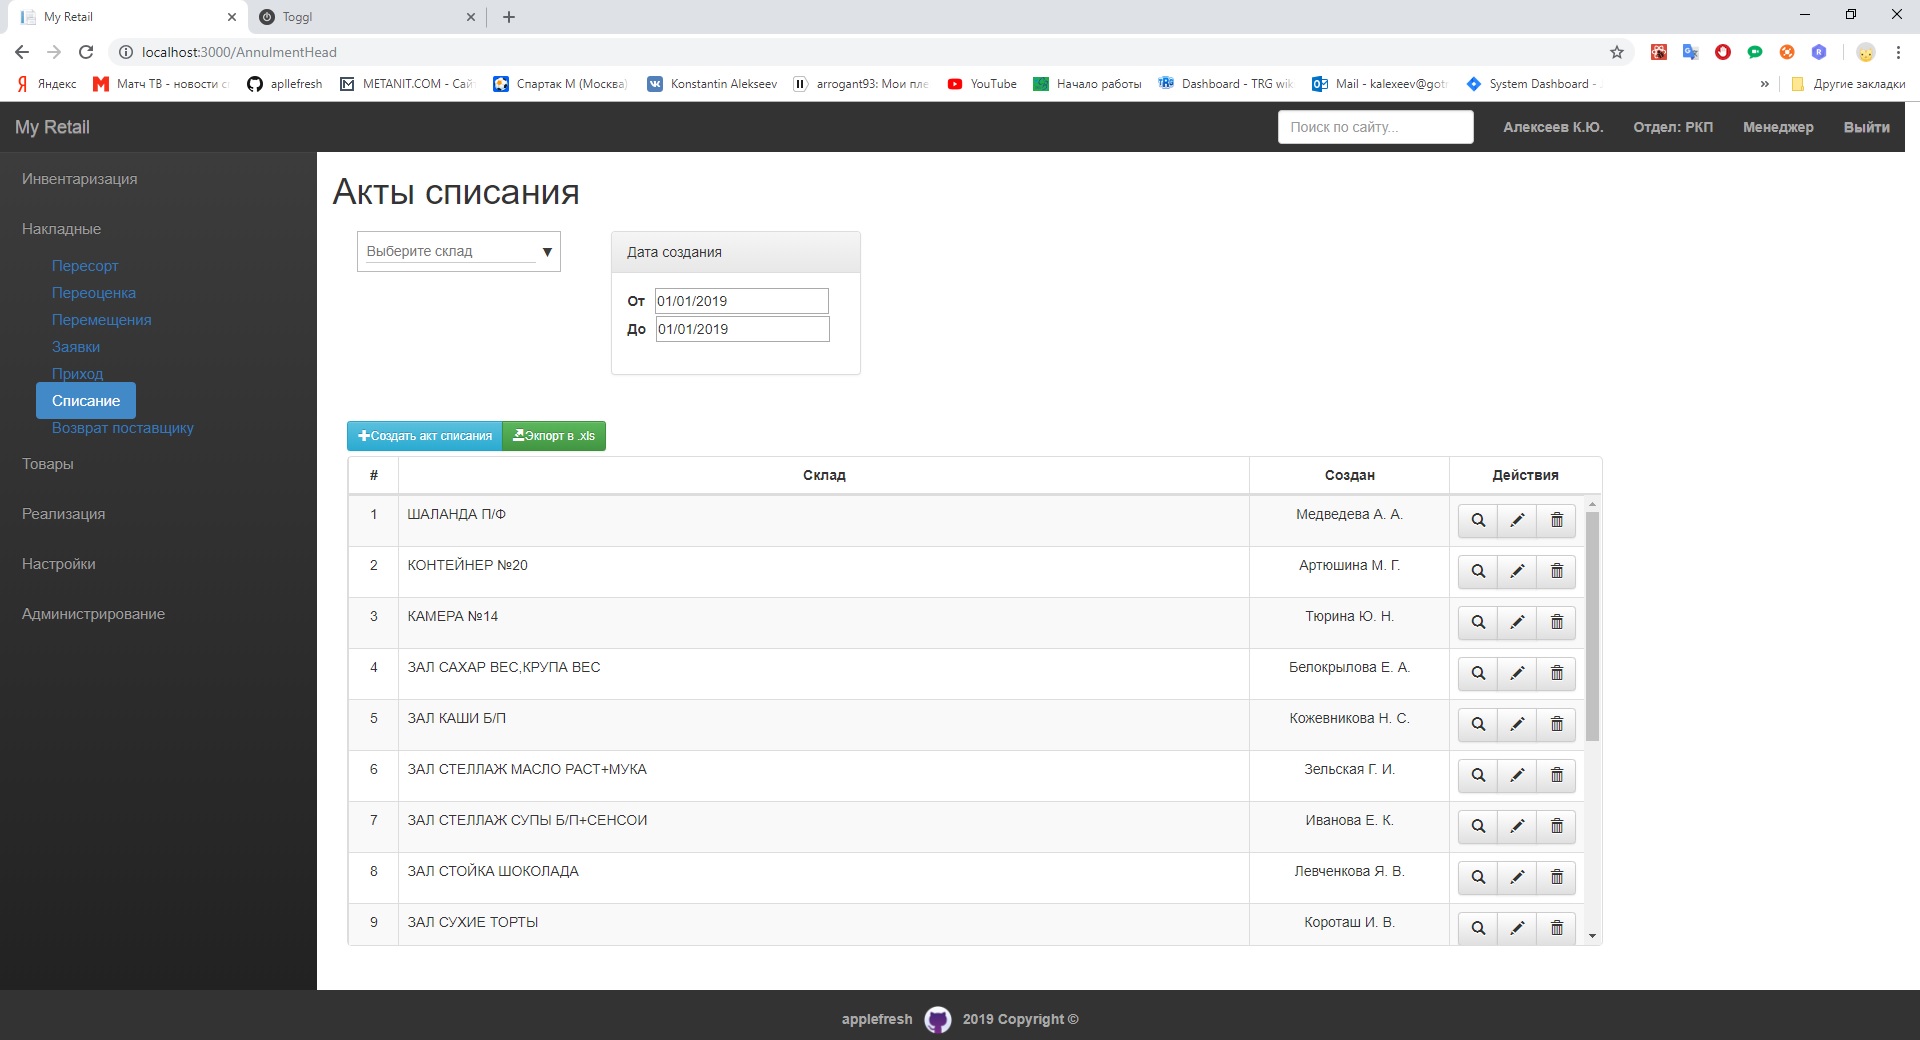 My Retail
Toggl
localhost:3000/AnnulmentHead
Яндекс
Матч ТВ - новости
apllefresh
METANIT.COM - Сай
Спартак М (Москва)
Konstantin Alekseev
arrogant93: Мои пле
YouTube
Начало работы
Dashboard - TRG wik
Mail - kalexeev@got
System Dashboard -
»
Другие закладки
My Retail
Поиск по сайту...
Алексеев К.Ю.
Отдел: РКП
Менеджер
Выйти
Инвентаризация
Накладные
Пересорт
Переоценка
Перемещения
Заявки
Приход
Списание
Возврат поставщику
Товары
Реализация
Настройки
Администрирование
Акты списания
Выберите склад ▼
Дата создания
От 01/01/2019
До 01/01/2019
Создать акт списания
Экпорт в .xls
# Склад Создан Действия
1 ШАЛАНДА П/Ф Медведева А. А.
2 КОНТЕЙНЕР №20 Артюшина М. Г.
3 КАМЕРА №14 Тюрина Ю. Н.
4 ЗАЛ САХАР ВЕС,КРУПА ВЕС Белокрылова Е. А.
5 ЗАЛ КАШИ Б/П Кожевникова Н. С.
6 ЗАЛ СТЕЛЛАЖ МАСЛО РАСТ+МУКА Зельская Г. И.
7 ЗАЛ СТЕЛЛАЖ СУПЫ Б/П+СЕНСОИ Иванова Е. К.
8 ЗАЛ СТОЙКА ШОКОЛАДА Левченкова Я. В.
9 ЗАЛ СУХИЕ ТОРТЫ Короташ И. В.
applefresh 2019 Copyright ©